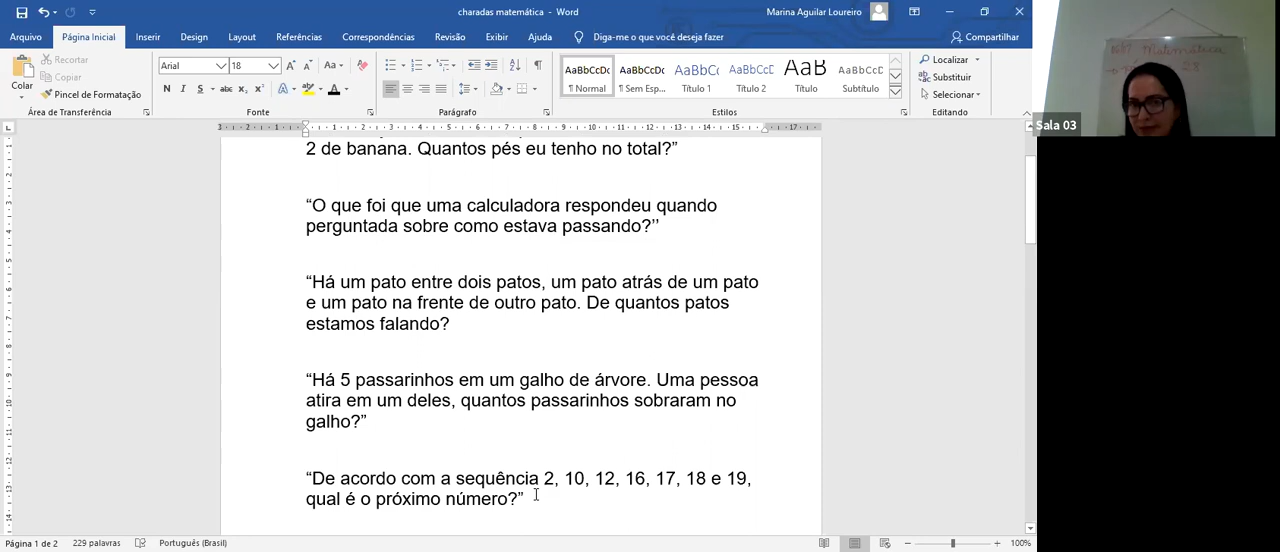 charadas matemática - Word
Marina Aguilar Loureiro
Arquivo Página Inicial Inserir Design Layout Referências Correspondências Revisão Exibir Ajuda Diga-me o que você deseja fazer Compartilhar
Colar
Recortar
Copiar
Pincel de Formatação
Área de Transferência
Arial 18
N I S abc x₂ x²
Fonte
Parágrafo
AaBbCcDc AaBbCcDc AaBbCc AaBbCcD AaB AaBbCcD
¶ Normal ¶ Sem Esp... Título 1 Título 2 Título Subtítulo
Estilos
Localizar
Substituir
Selecionar
Editando
Matemática
28
Sala 03
2 de banana. Quantos pés eu tenho no total?”
“O que foi que uma calculadora respondeu quando
perguntada sobre como estava passando?’’
“Há um pato entre dois patos, um pato atrás de um pato
e um pato na frente de outro pato. De quantos patos
estamos falando?
“Há 5 passarinhos em um galho de árvore. Uma pessoa
atira em um deles, quantos passarinhos sobraram no
galho?”
“De acordo com a sequência 2, 10, 12, 16, 17, 18 e 19,
qual é o próximo número?”
Página 1 de 2 229 palavras Português (Brasil) 100%